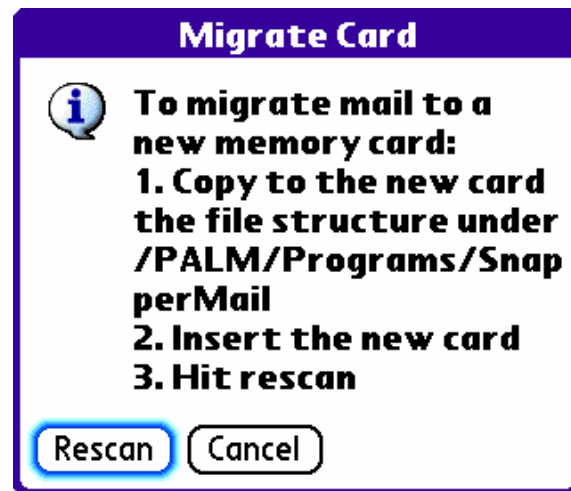 Migrate Card
To migrate mail to a
new memory card:
1. Copy to the new card
the file structure under
/PALM/Programs/Snap
perMail
2. Insert the new card
3. Hit rescan
Rescan Cancel